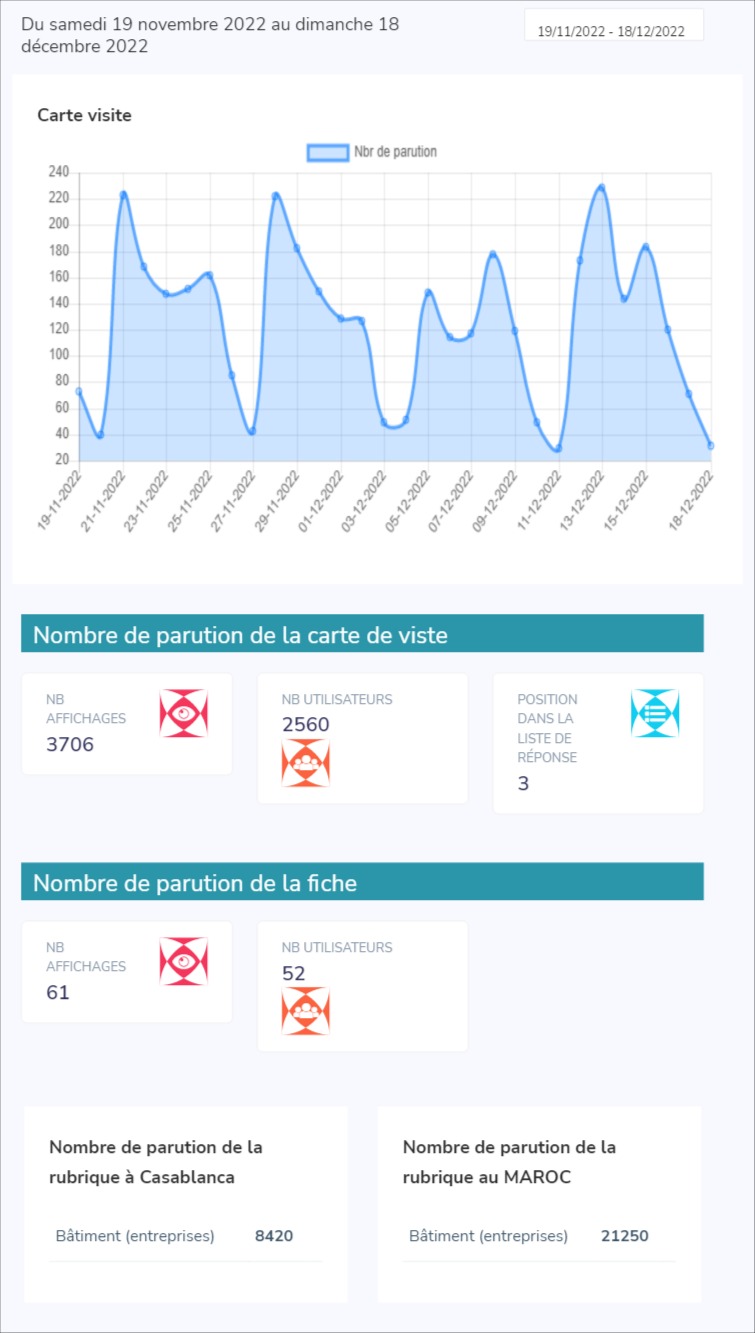 Du samedi 19 novembre 2022 au dimanche 18
décembre 2022
19/11/2022 - 18/12/2022
Carte visite
Nbr de parution
240
220
200
180
160
140
120
100
80
60
40
20
19-11-2022
21-11-2022
23-11-2022
25-11-2022
27-11-2022
29-11-2022
01-12-2022
03-12-2022
05-12-2022
07-12-2022
09-12-2022
11-12-2022
13-12-2022
15-12-2022
18-12-2022
Nombre de parution de la carte de viste
NB
AFFICHAGES
3706
NB UTILISATEURS
2560
POSITION
DANS LA
LISTE DE
RÉPONSE
3
Nombre de parution de la fiche
NB
AFFICHAGES
61
NB UTILISATEURS
52
Nombre de parution de la
rubrique à Casablanca
Bâtiment (entreprises) 8420
Nombre de parution de la
rubrique au MAROC
Bâtiment (entreprises) 21250